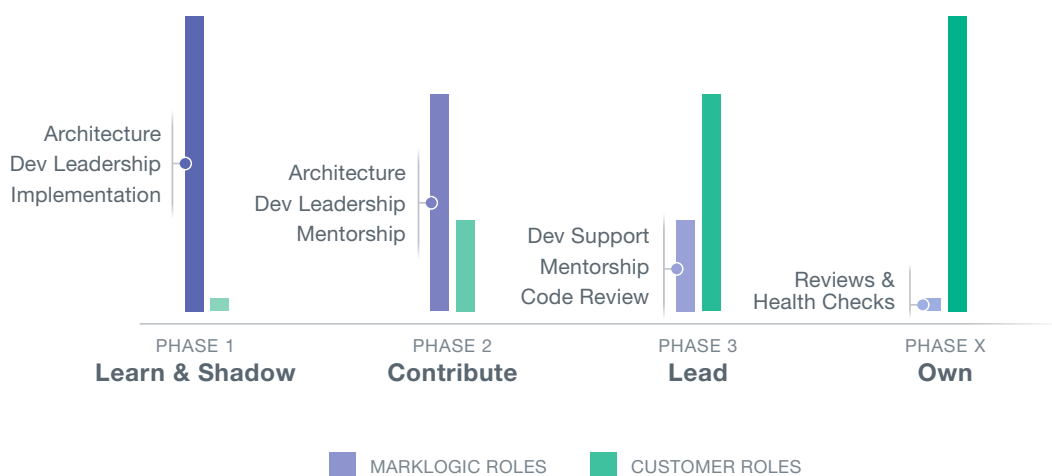 Architecture
Dev Leadership
Implementation
Architecture
Dev Leadership
Mentorship
Dev Support
Mentorship
Code Review
Reviews &
Health Checks
PHASE 1
Learn & Shadow
PHASE 2
Contribute
PHASE 3
Lead
PHASE X
Own
MARKLOGIC ROLES
CUSTOMER ROLES